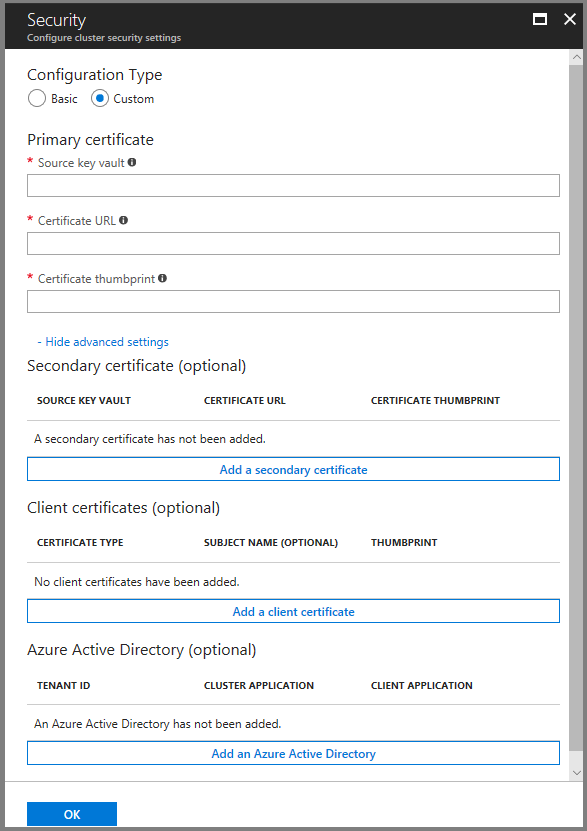 Security
Configure cluster security settings
Configuration Type
Basic Custom
Primary certificate
* Source key vault
* Certificate URL
* Certificate thumbprint
- Hide advanced settings
Secondary certificate (optional)
SOURCE KEY VAULT CERTIFICATE URL CERTIFICATE THUMBPRINT
A secondary certificate has not been added.
Add a secondary certificate
Client certificates (optional)
CERTIFICATE TYPE SUBJECT NAME (OPTIONAL) THUMBPRINT
No client certificates have been added.
Add a client certificate
Azure Active Directory (optional)
TENANT ID CLUSTER APPLICATION CLIENT APPLICATION
An Azure Active Directory has not been added.
Add an Azure Active Directory
OK